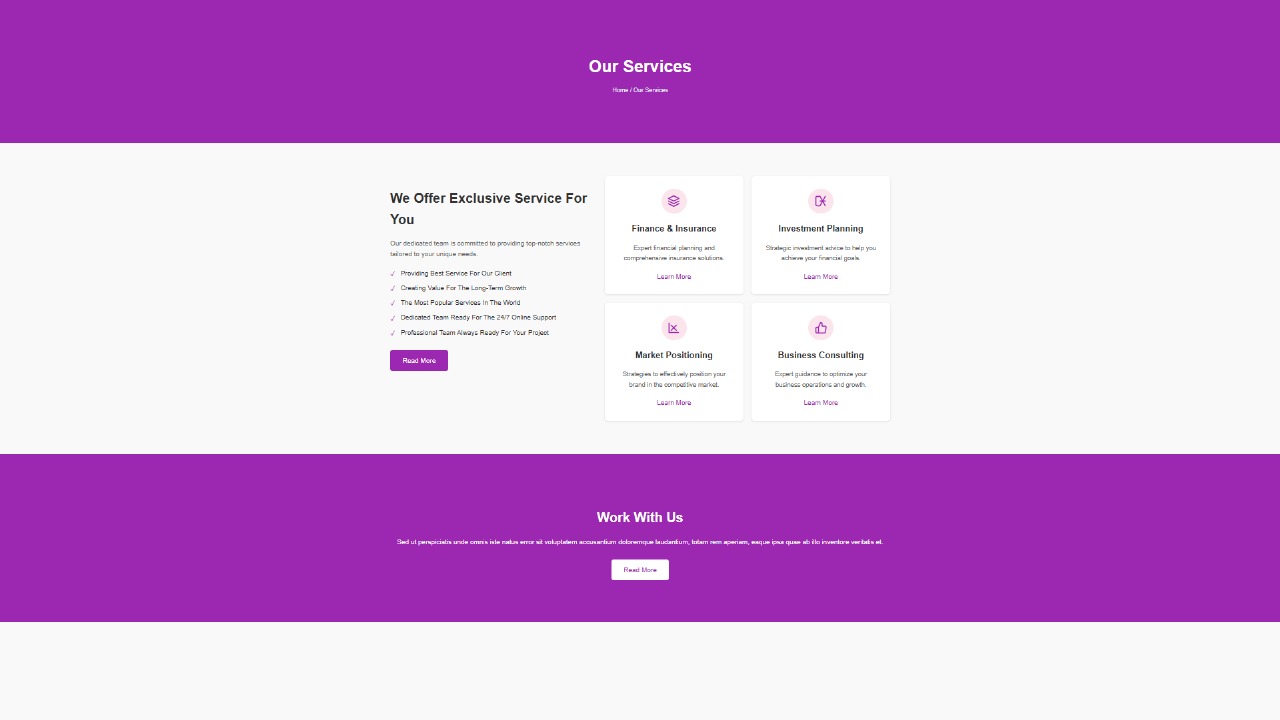 Our Services
Home / Our Services
We Offer Exclusive Service For
You
Our dedicated team is committed to providing top-notch services
tailored to your unique needs.
Providing Best Service For Our Client
Creating Value For The Long-Term Growth
The Most Popular Services In The World
Dedicated Team Ready For The 24/7 Online Support
Professional Team Always Ready For Your Project
Read More
Finance & Insurance
Expert financial planning and
comprehensive insurance solutions.
Learn More
Investment Planning
Strategic investment advice to help you
achieve your financial goals.
Learn More
Market Positioning
Strategies to effectively position your
brand in the competitive market.
Learn More
Business Consulting
Expert guidance to optimize your
business operations and growth.
Learn More
Work With Us
Sed ut perspiciatis unde omnis iste natus error sit voluptatem accusantium doloremque laudantium, totam rem aperiam, eaque ipsa quae ab illo inventore veritatis et.
Read More